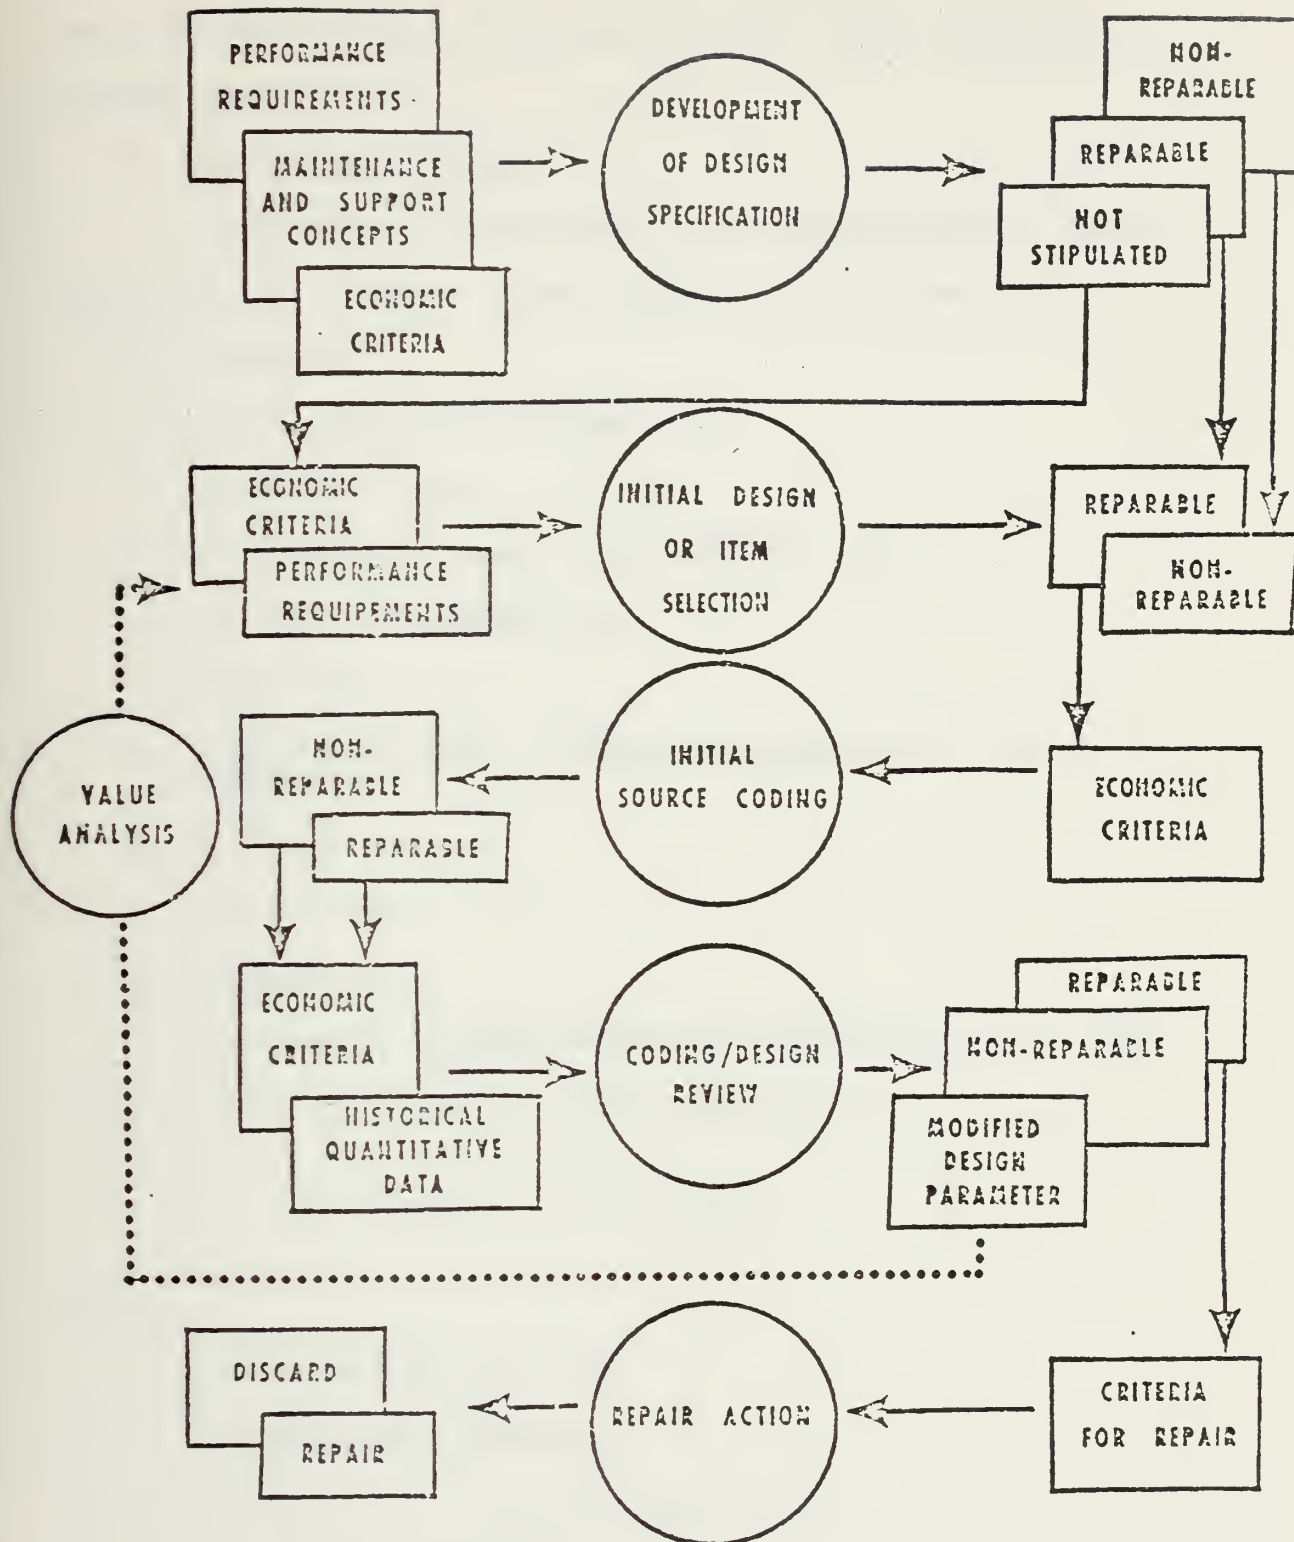 PERFORMANCE
REQUIREMENTS
MAINTENANCE
AND SUPPORT
CONCEPTS
ECONOMIC
CRITERIA
DEVELOPMENT
OF DESIGN
SPECIFICATION
NON-
REPARABLE
REPARABLE
NOT
STIPULATED
ECONOMIC
CRITERIA
PERFORMANCE
REQUIREMENTS
INITIAL DESIGN
OR ITEM
SELECTION
REPARABLE
NON-
REPARABLE
VALUE
ANALYSIS
NON-
REPARABLE
REPARABLE
INITIAL
SOURCE CODING
ECONOMIC
CRITERIA
ECONOMIC
CRITERIA
HISTORICAL
QUANTITATIVE
DATA
CODING/DESIGN
REVIEW
REPARABLE
NON-REPARABLE
MODIFIED
DESIGN
PARAMETER
DISCARD
REPAIR
REPAIR ACTION
CRITERIA
FOR REPAIR